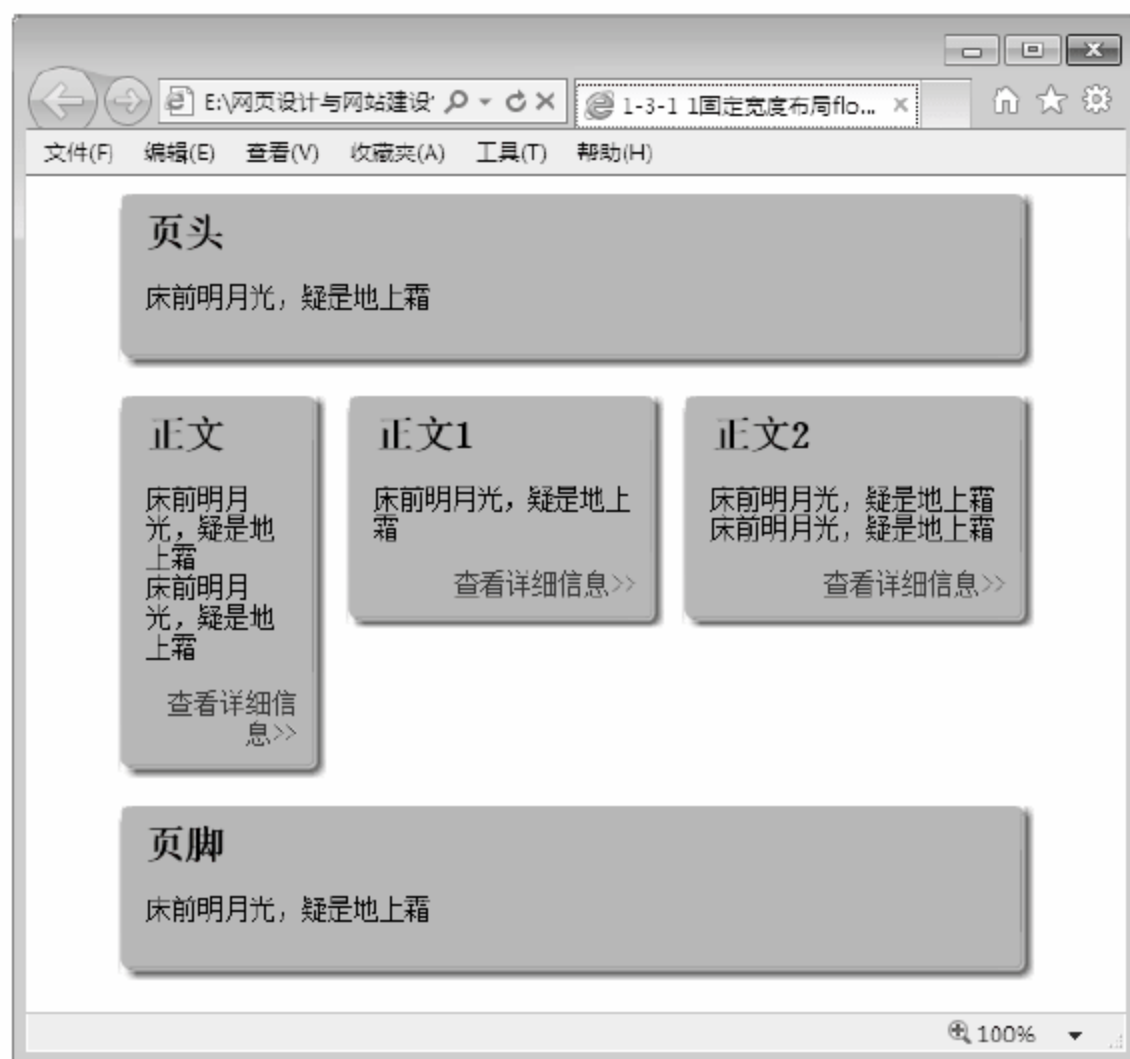 E:\网页设计与网站建设
1-3-1 1固定宽度布局flo...
文件(F) 编辑(E) 查看(V) 收藏夹(A) 工具(T) 帮助(H)
页头
床前明月光，疑是地上霜
正文
床前明月
光，疑是地
上霜
床前明月
光，疑是地
上霜
查看详细信
息>>
正文1
床前明月光，疑是地上
霜
查看详细信息>>
正文2
床前明月光，疑是地上霜
床前明月光，疑是地上霜
查看详细信息>>
页脚
床前明月光，疑是地上霜
100%